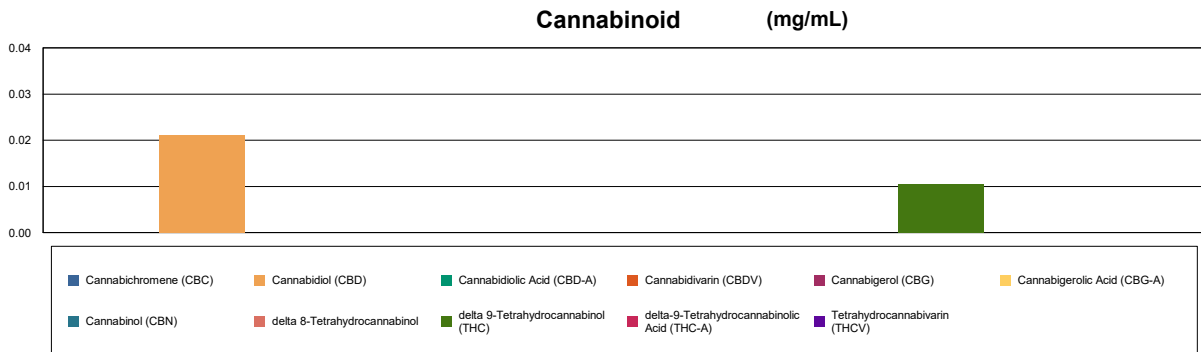 Cannabinoid (mg/mL)
0.04
0.03
0.02
0.01
0.00
Cannabichromene (CBC)
Cannabidiol (CBD)
Cannabidiolic Acid (CBD-A)
Cannabidivarin (CBDV)
Cannabigerol (CBG)
Cannabigerolic Acid (CBG-A)
Cannabinol (CBN)
delta 8-Tetrahydrocannabinol
delta 9-Tetrahydrocannabinol
(THC)
delta-9-Tetrahydrocannabinolic
Acid (THC-A)
Tetrahydrocannabivarin
(THCV)